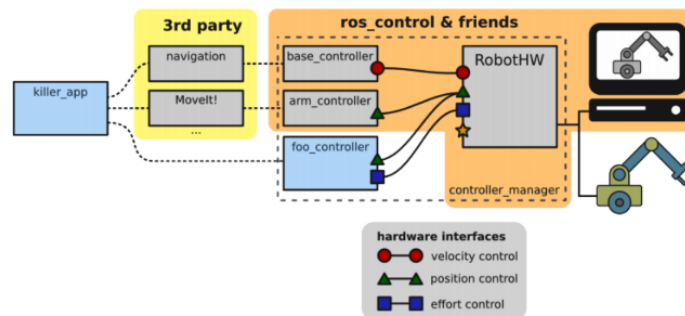 3rd party
ros_control & friends
navigation
base_controller
RobotHW
killer_app
MoveIt!
arm_controller
...
foo_controller
controller_manager
hardware interfaces
velocity control
position control
effort control